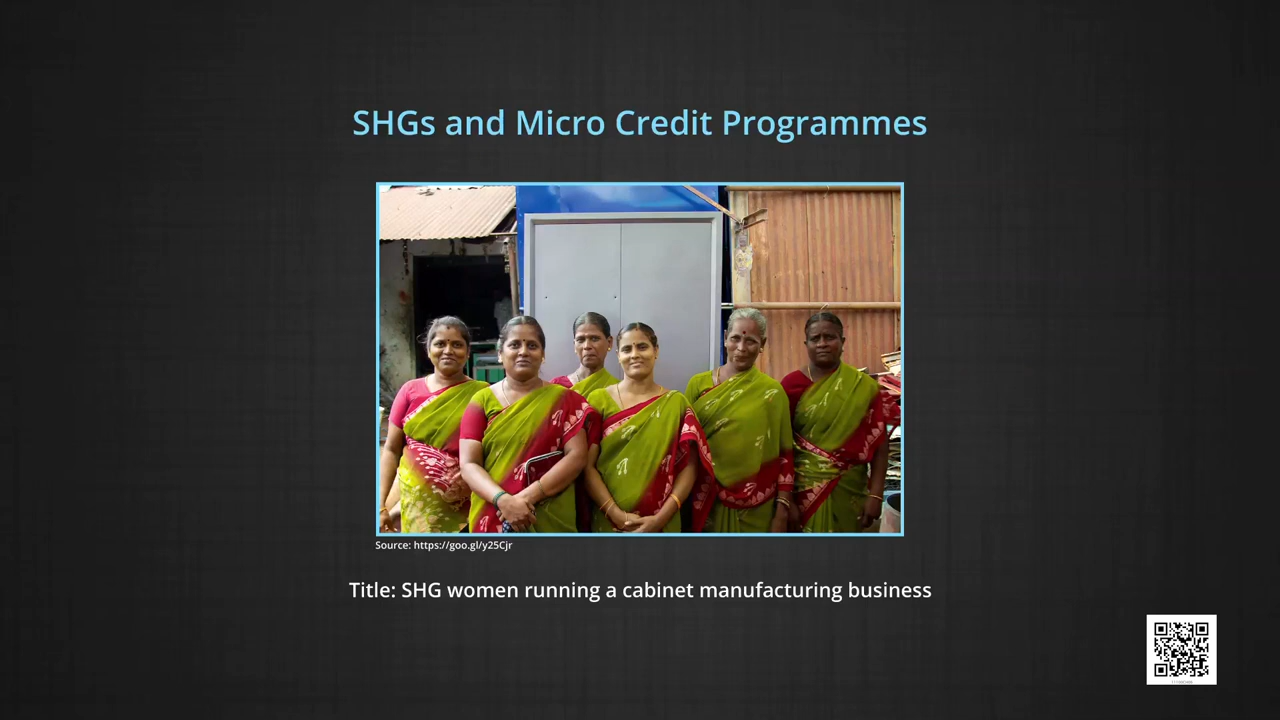 SHGs and Micro Credit Programmes
Source: https://goo.gl/y25Cjr
Title: SHG women running a cabinet manufacturing business